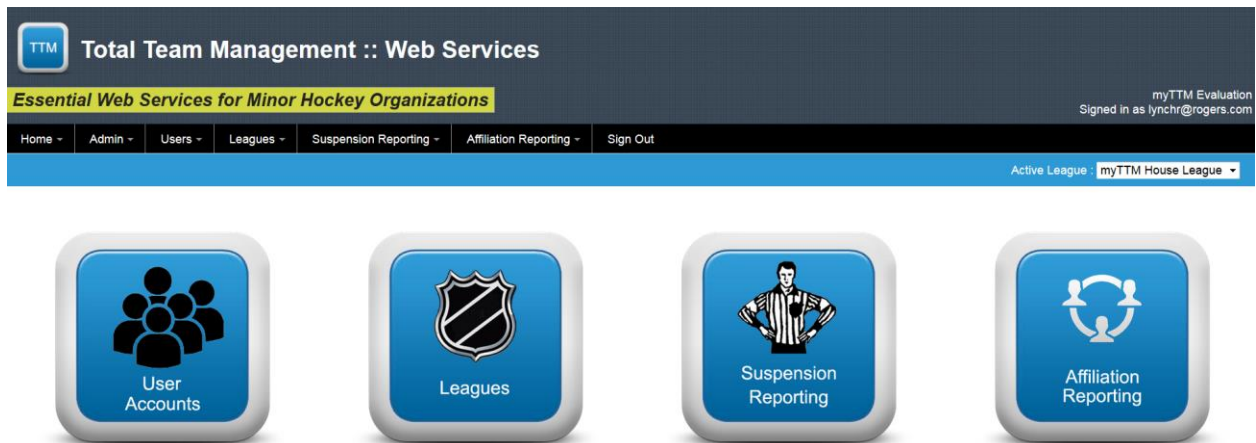 TTM
Total Team Management :: Web Services
Essential Web Services for Minor Hockey Organizations
myTTM Evaluation
Signed in as lynchr@rogers.com
Home Admin Users Leagues Suspension Reporting Affiliation Reporting Sign Out
Active League : myTTM House League
User
Accounts
Leagues
Suspension
Reporting
Affiliation
Reporting